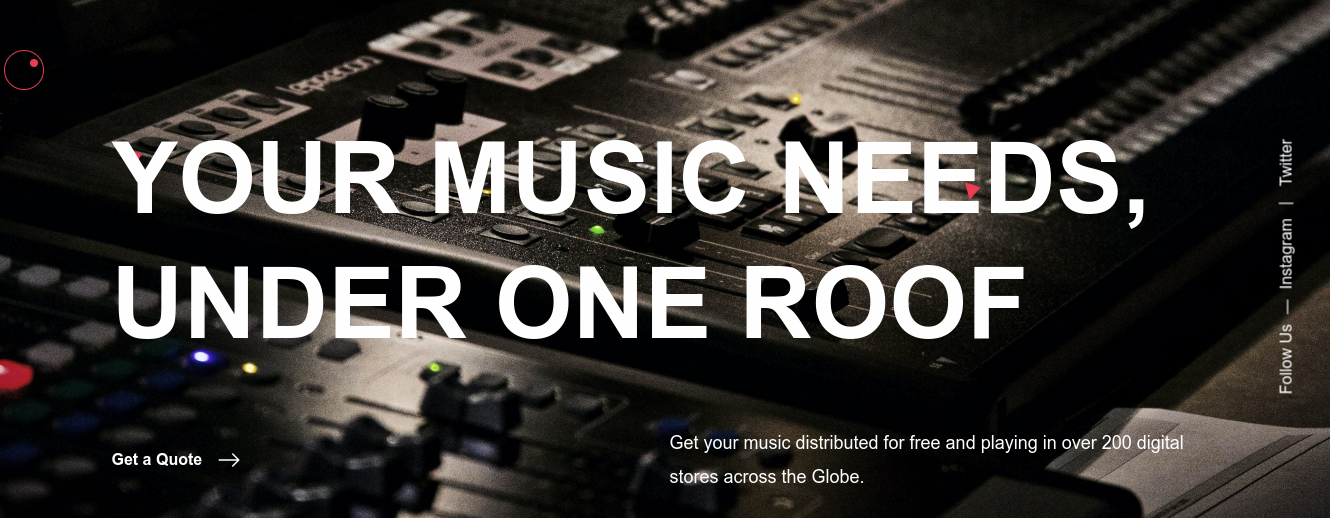 YOUR MUSIC NEEDS,
UNDER ONE ROOF
Get a Quote
Get your music distributed for free and playing in over 200 digital
stores across the Globe.
Follow Us — Instagram | Twitter